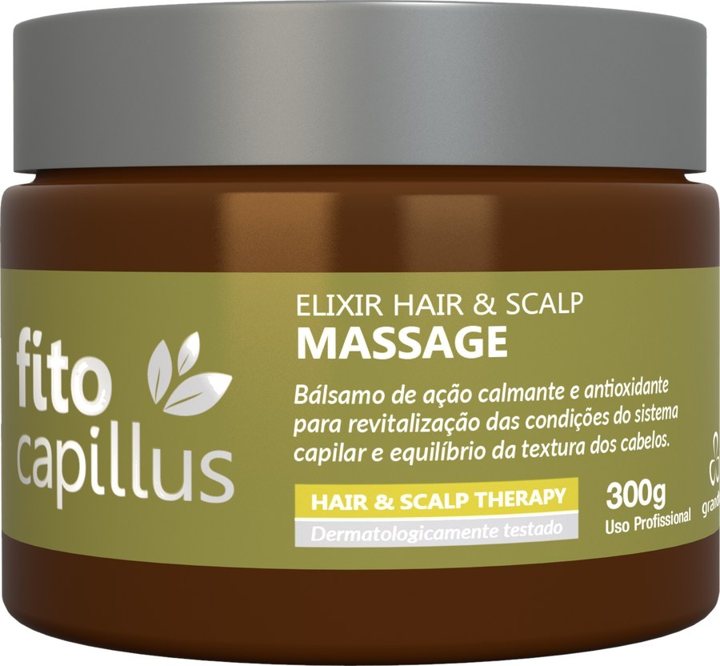 fito
capillus
ELIXIR HAIR & SCALP
MASSAGE
Bálsamo de ação calmante e antioxidante
para revitalização das condições do sistema
capilar e equilíbrio da textura dos cabelos.
HAIR & SCALP THERAPY
Dermatologicamente testado
300g
Uso Profissional